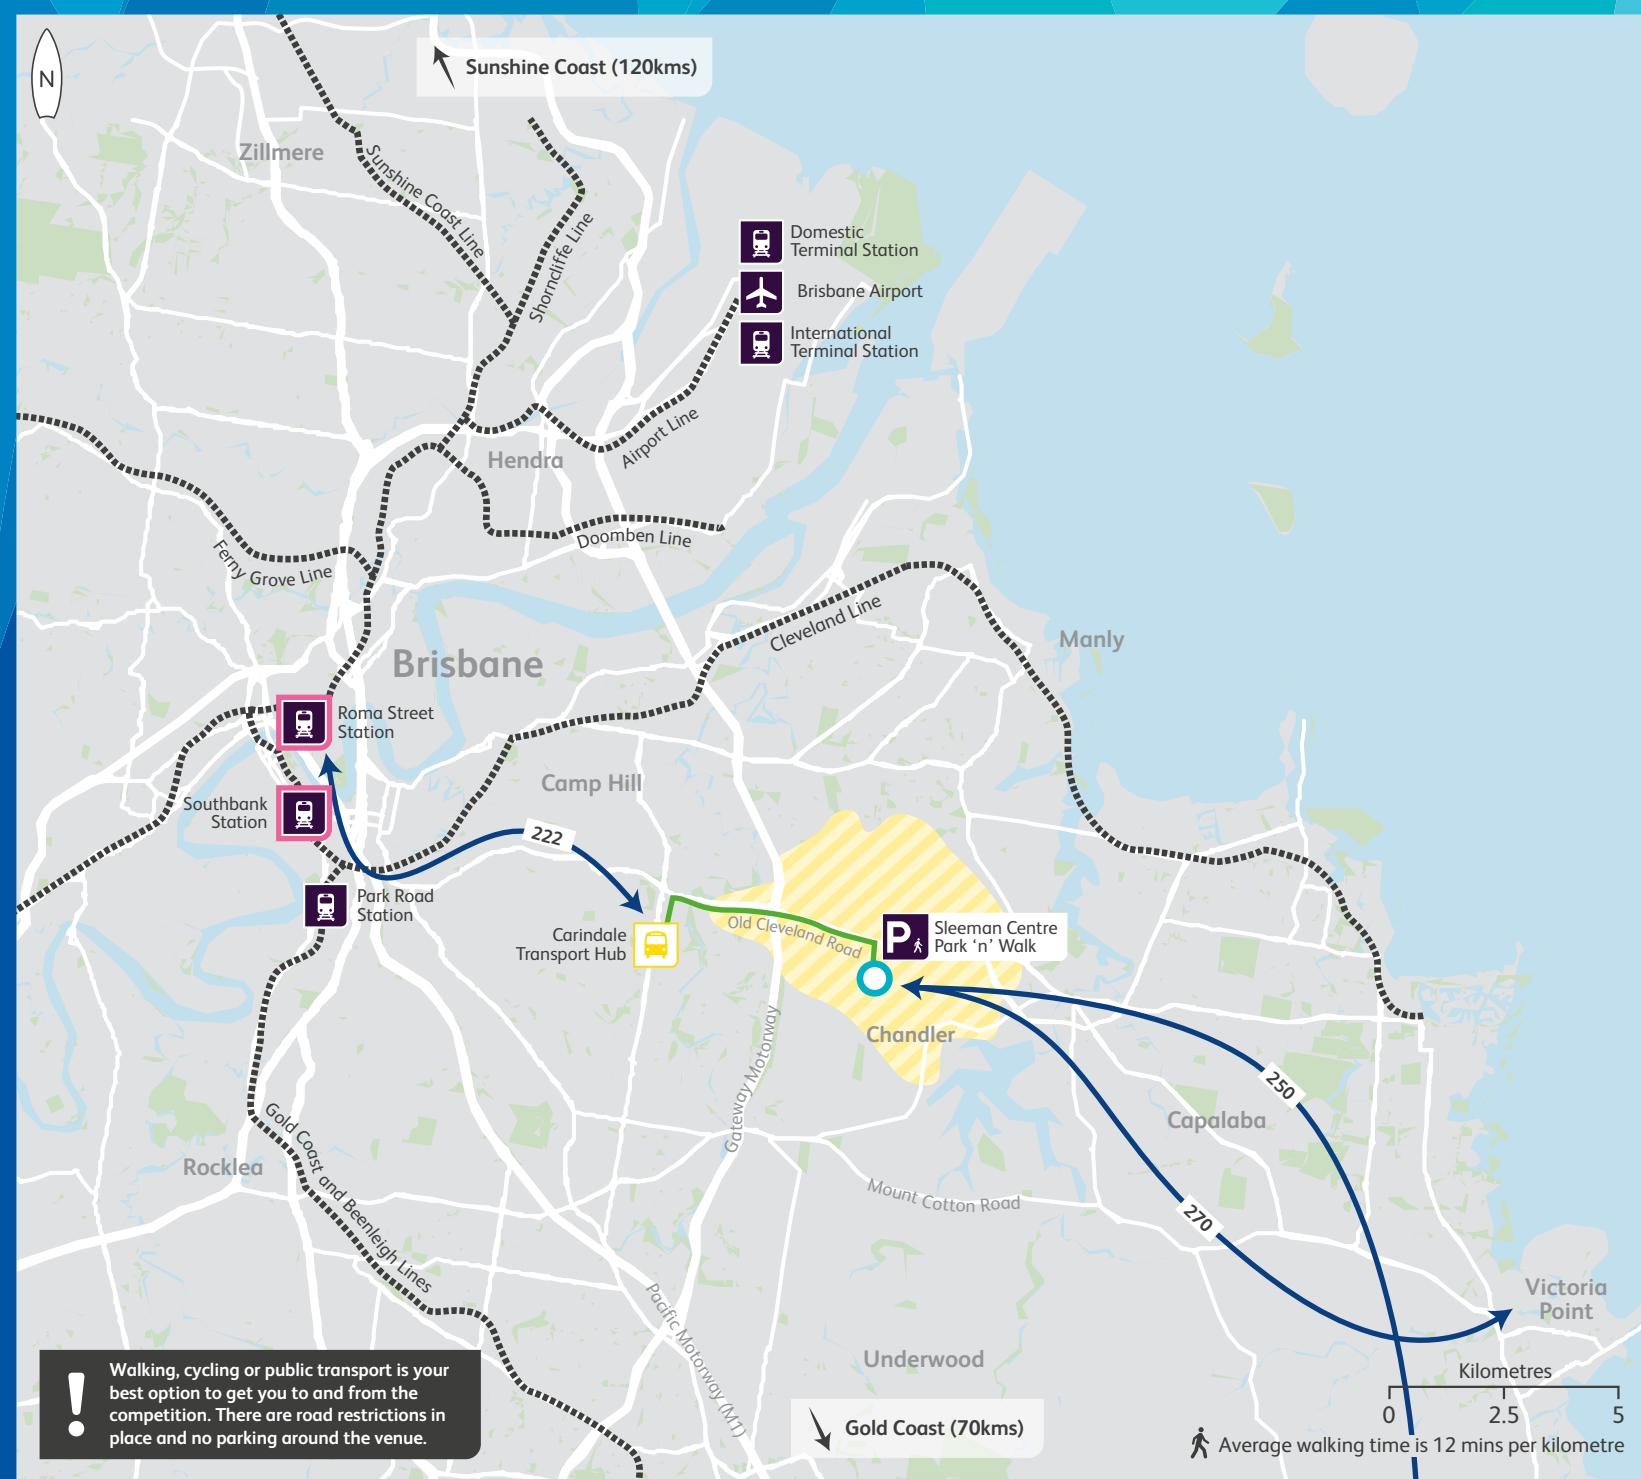 Sunshine Coast (120kms)
N
Zillmere
Sunshine Coast Line
Shorncliffe Line
Domestic
Terminal Station
Brisbane Airport
International
Terminal Station
Airport Line
Hendra
Doomben Line
Ferny Grove Line
Cleveland Line
Manly
Brisbane
Roma Street
Station
Camp Hill
Southbank
Station
222
Park Road
Station
Carindale
Transport Hub
Old Cleveland Road
P
Sleeman Centre
Park ‘n’ Walk
Chandler
Gateway Motorway
250
Capalaba
Gold Coast and Beenleigh Lines
Rocklea
Mount Cotton Road
270
Pacific Motorway (M1)
Victoria
Point
Underwood
Walking, cycling or public transport is your
best option to get you to and from the
competition. There are road restrictions in
place and no parking around the venue.
Gold Coast (70kms)
Kilometres
0 2.5 5
Average walking time is 12 mins per kilometre